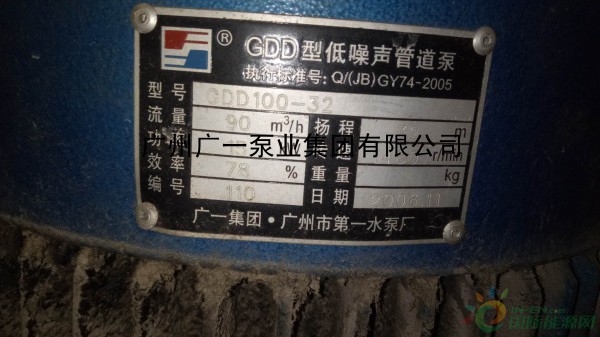 ® GDD型低噪声管道泵
执行标准号：Q/(JB)GY74-2005
型号 GDD100-32
流量 90 m³/h 扬程 m
广州广一泵业集团有限公司
r/min
效率 78 % 重量 kg
编号 110 日期 2006.11
广一集团·广州市第一水泵厂